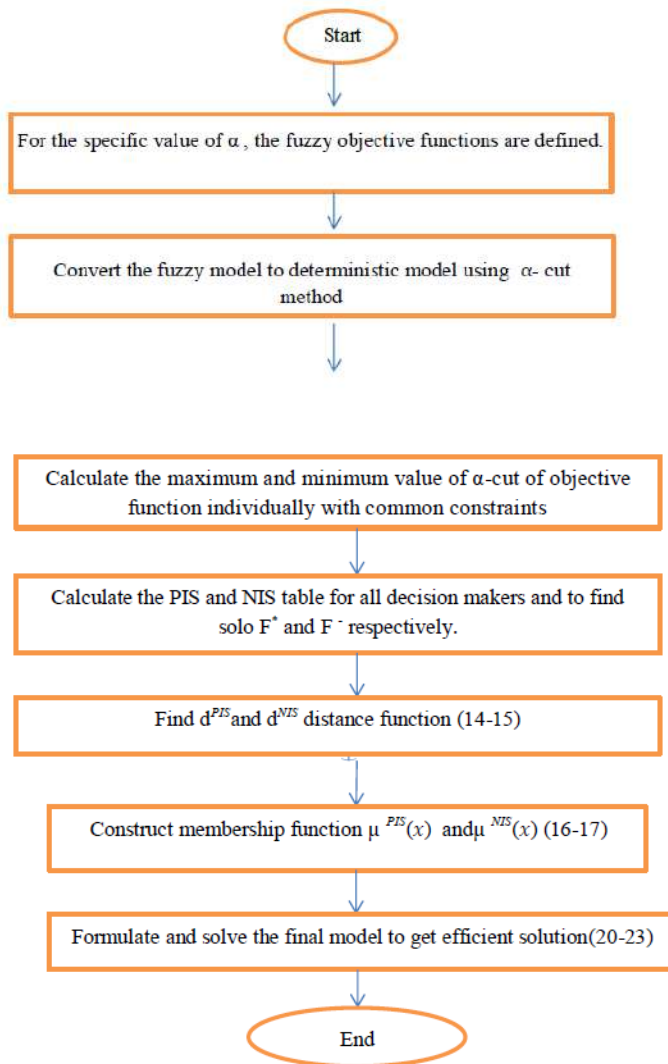 Start
For the specific value of α , the fuzzy objective functions are defined.
Convert the fuzzy model to deterministic model using α- cut
method
Calculate the maximum and minimum value of α-cut of objective
function individually with common constraints
Calculate the PIS and NIS table for all decision makers and to find
solo F* and F - respectively.
Find d^PIS and d^NIS distance function (14-15)
Construct membership function μ ^PIS(x) andμ ^NIS(x) (16-17)
Formulate and solve the final model to get efficient solution(20-23)
End